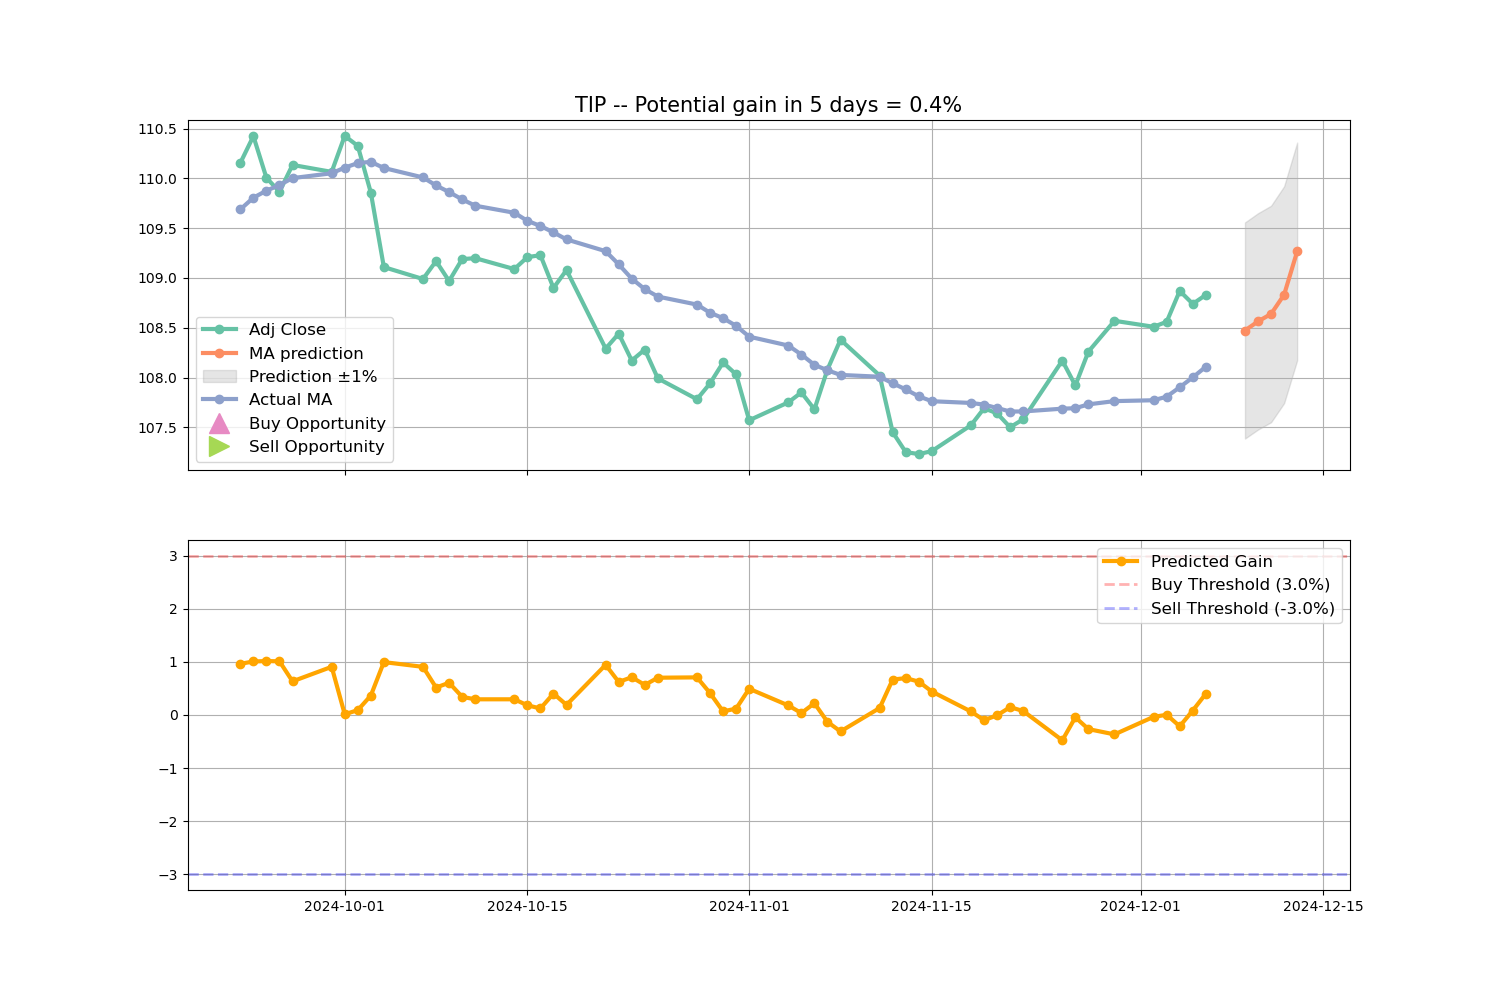 TIP -- Potential gain in 5 days = 0.4%
110.5
110.0
109.5
109.0
108.5
108.0
107.5
Adj Close
MA prediction
Prediction ±1%
Actual MA
Buy Opportunity
Sell Opportunity
3
2
1
0
−1
−2
−3
Predicted Gain
Buy Threshold (3.0%)
Sell Threshold (-3.0%)
2024-10-01
2024-10-15
2024-11-01
2024-11-15
2024-12-01
2024-12-15